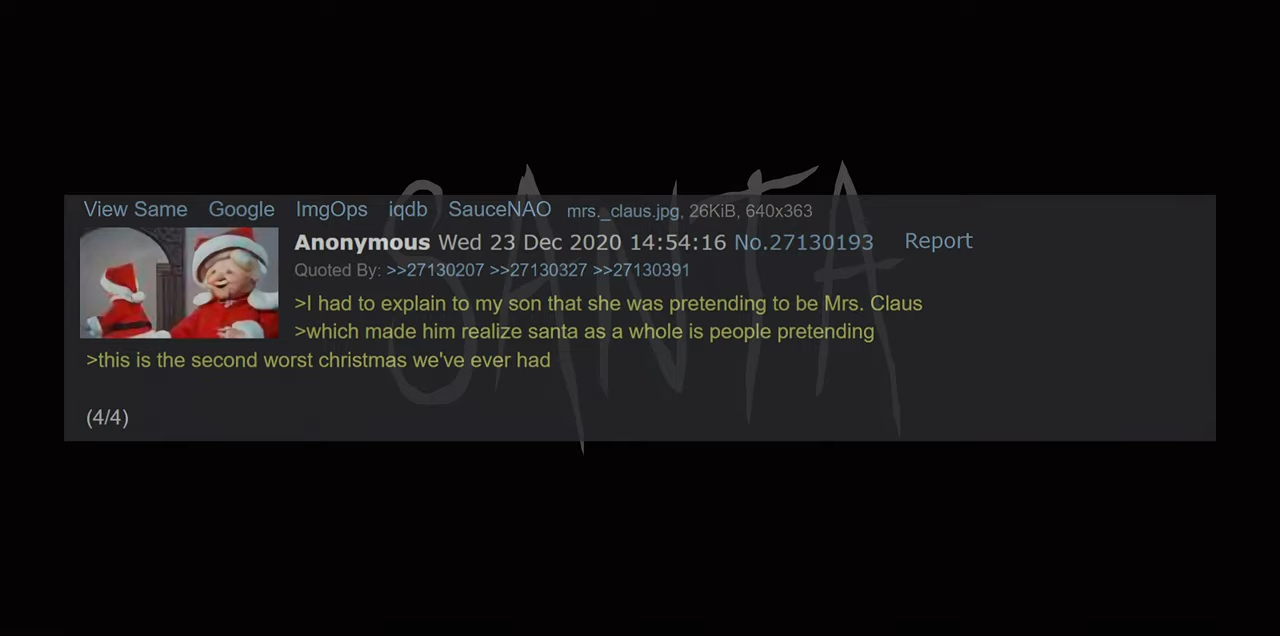 SANTA
View Same Google ImgOps iqdb SauceNAO mrs._claus.jpg, 26KiB, 640x363
Anonymous Wed 23 Dec 2020 14:54:16 No.27130193 Report
Quoted By: >>27130207 >>27130327 >>27130391
>I had to explain to my son that she was pretending to be Mrs. Claus
>which made him realize santa as a whole is people pretending
>this is the second worst christmas we've ever had
(4/4)